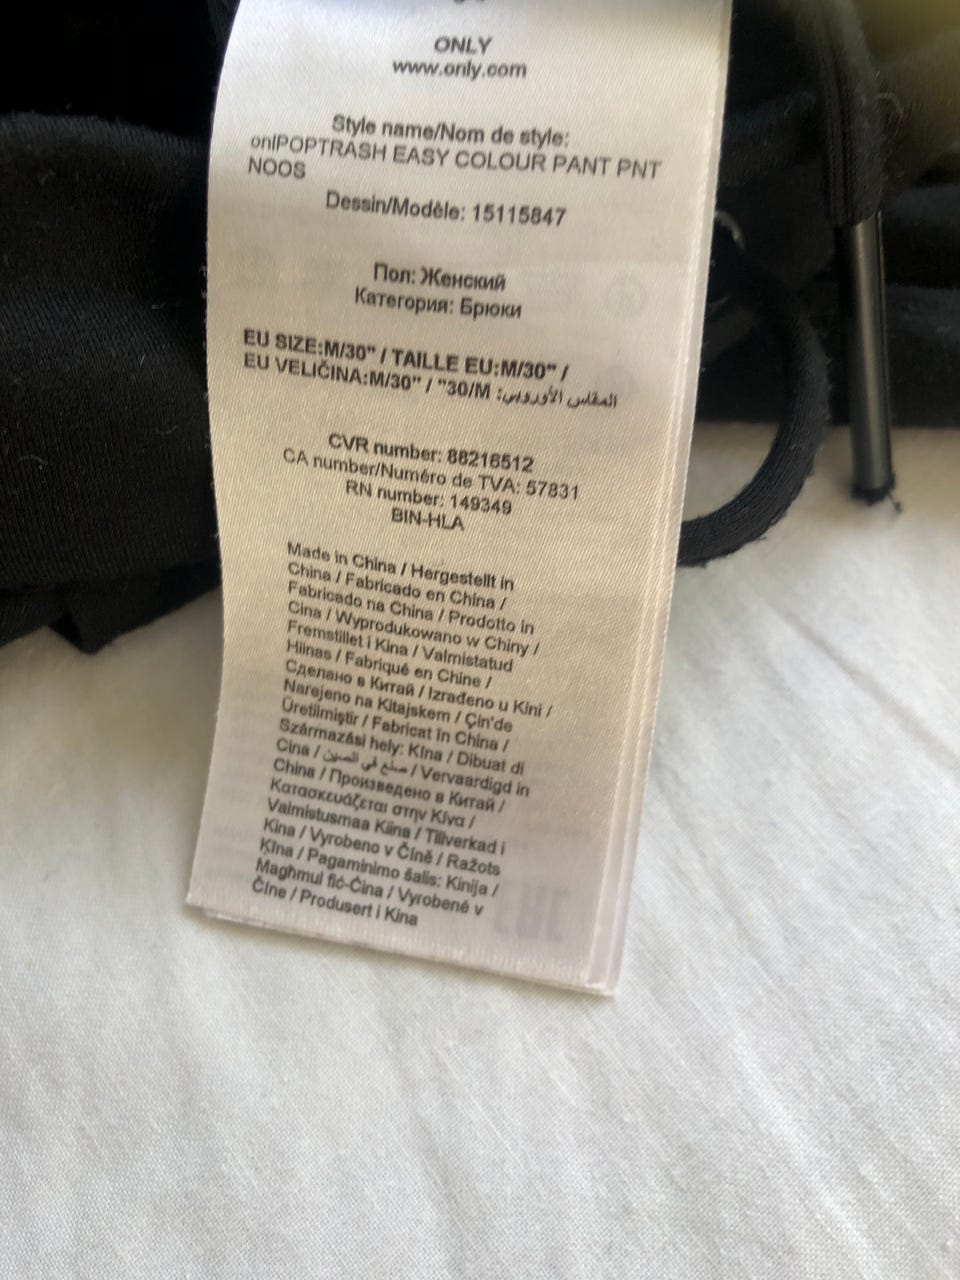 ONLY
www.only.com
Style name/Nom de style:
onlPOPTRASH EASY COLOUR PANT PNT
NOOS
Dessin/Modèle: 15115847
Пол: Женский
Категория: Брюки
EU SIZE:M/30" / TAILLE EU:M/30" /
EU VELIČINA:M/30" / "30/M :المقاس الأوروبي
CVR number: 88216512
CA number/Numéro de TVA: 57831
RN number: 149349
BIN-HLA
Made in China / Hergestellt in
China / Fabricado en China /
Fabricado na China / Prodotto in
Cina / Wyprodukowano w Chiny /
Fremstillet i Kina / Valmistatud
Hiinas / Fabriqué en Chine /
Сделано в Китай / Izrađeno u Kini /
Narejeno na Kitajskem / Çin'de
Üretilmiştir / Fabricat în China /
Származási hely: Kína / Dibuat di
Cina / صنع في الصين / Vervaardigd in
China / Произведено в Китай /
Κατασκευάζεται στην Κίνα /
Valmistusmaa Kiina / Tillverkad i
Kina / Vyrobeno v Číně / Ražots
Ķīna / Pagaminimo šalis: Kinija /
Magħmul fiċ-Ċina / Vyrobené v
Číne / Produsert i Kina